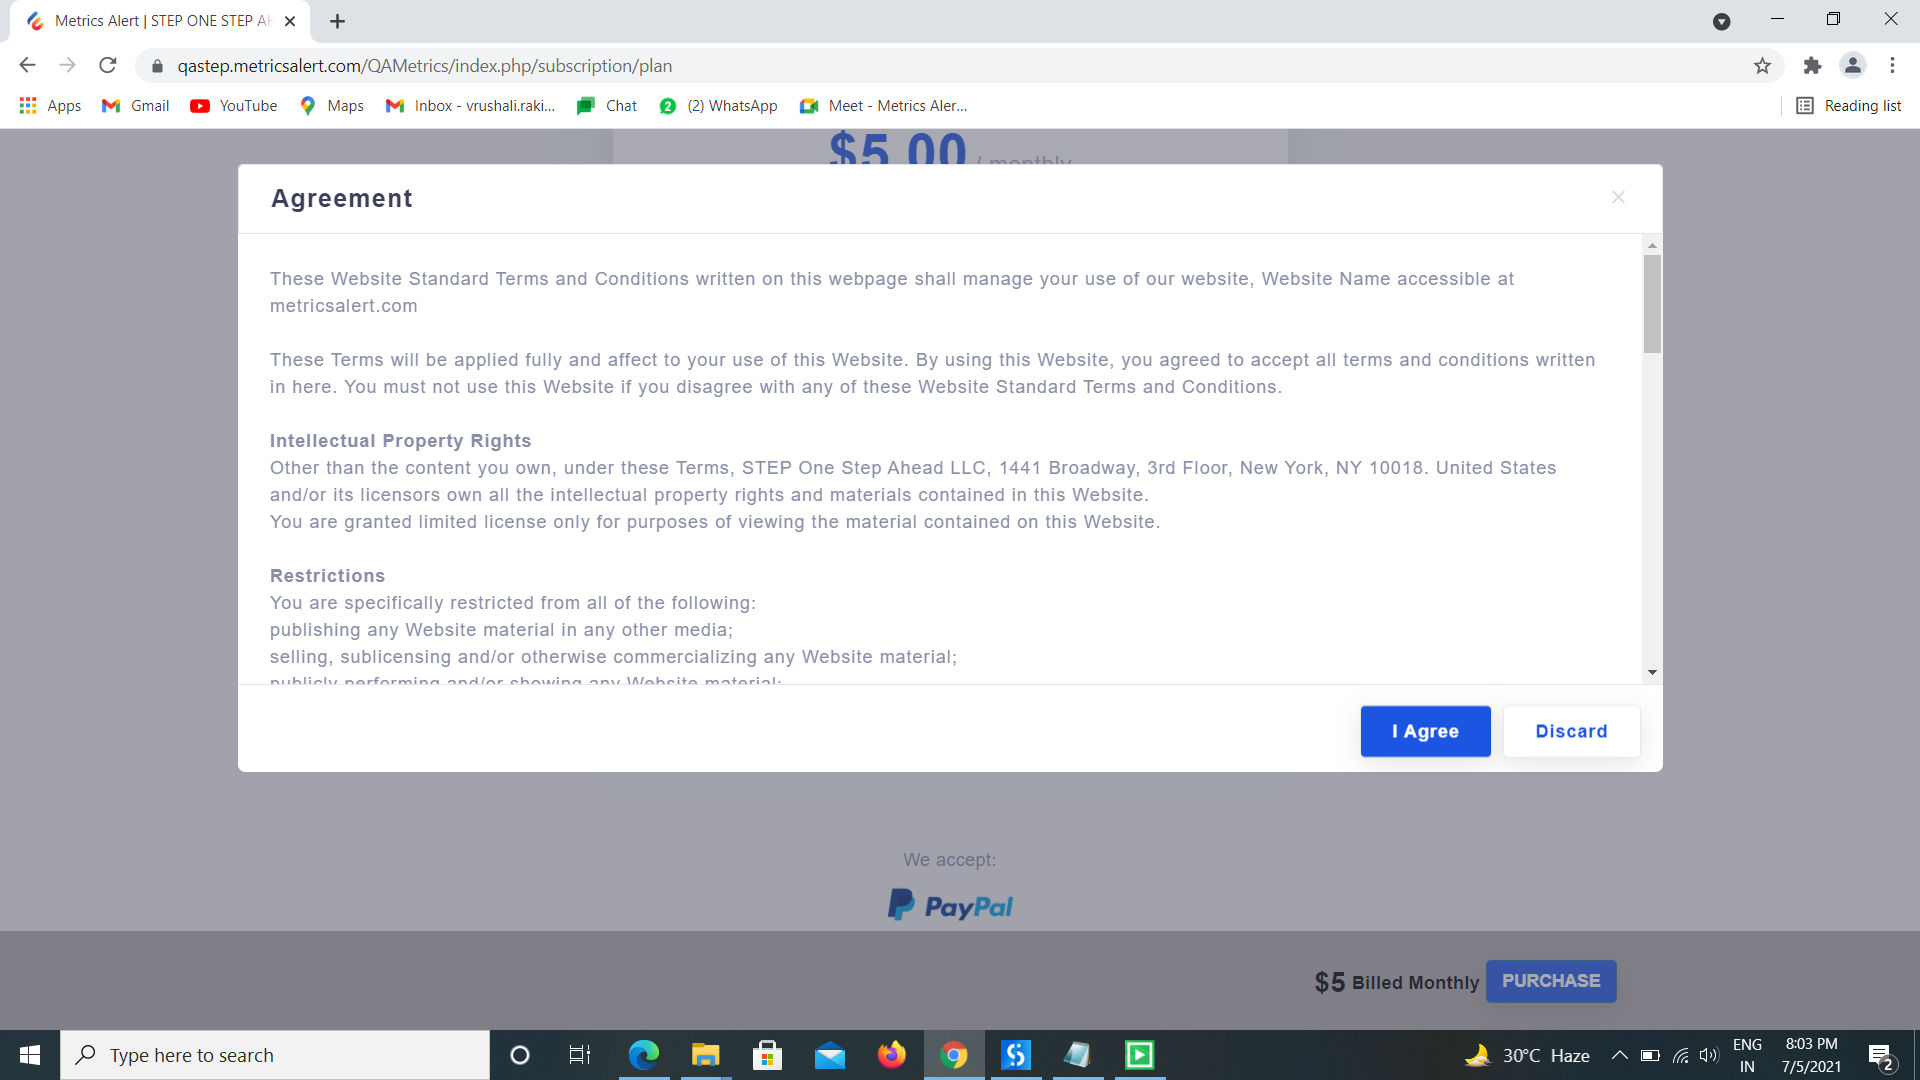 Metrics Alert | STEP ONE STEP AH
qastep.metricsalert.com/QAMetrics/index.php/subscription/plan
Apps
Gmail
YouTube
Maps
Inbox - vrushali.raki...
Chat
2
(2) WhatsApp
Meet - Metrics Aler...
Reading list
$5.00 / monthly
Agreement
These Website Standard Terms and Conditions written on this webpage shall manage your use of our website, Website Name accessible at
metricsalert.com
These Terms will be applied fully and affect to your use of this Website. By using this Website, you agreed to accept all terms and conditions written
in here. You must not use this Website if you disagree with any of these Website Standard Terms and Conditions.
Intellectual Property Rights
Other than the content you own, under these Terms, STEP One Step Ahead LLC, 1441 Broadway, 3rd Floor, New York, NY 10018. United States
and/or its licensors own all the intellectual property rights and materials contained in this Website.
You are granted limited license only for purposes of viewing the material contained on this Website.
Restrictions
You are specifically restricted from all of the following:
publishing any Website material in any other media;
selling, sublicensing and/or otherwise commercializing any Website material;
publicly performing and/or showing any Website material;
I Agree
Discard
We accept:
PayPal
$5 Billed Monthly
PURCHASE
Type here to search
30°C Haze
ENG
IN
8:03 PM
7/5/2021
2